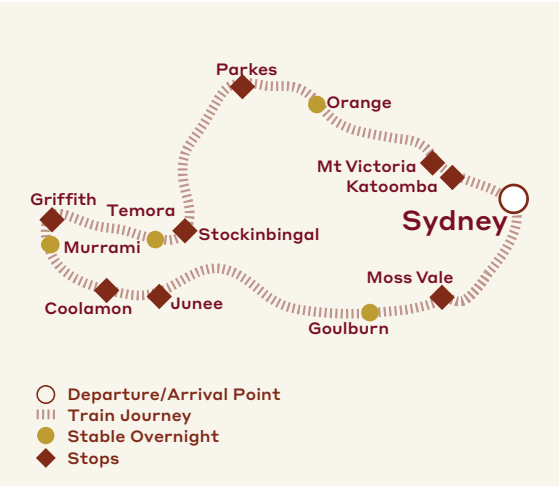 Parkes
Orange
Mt Victoria
Katoomba
Griffith
Temora
Sydney
Stockinbingal
Murrami
Moss Vale
Coolamon
Junee
Goulburn
Departure/Arrival Point
Train Journey
Stable Overnight
Stops